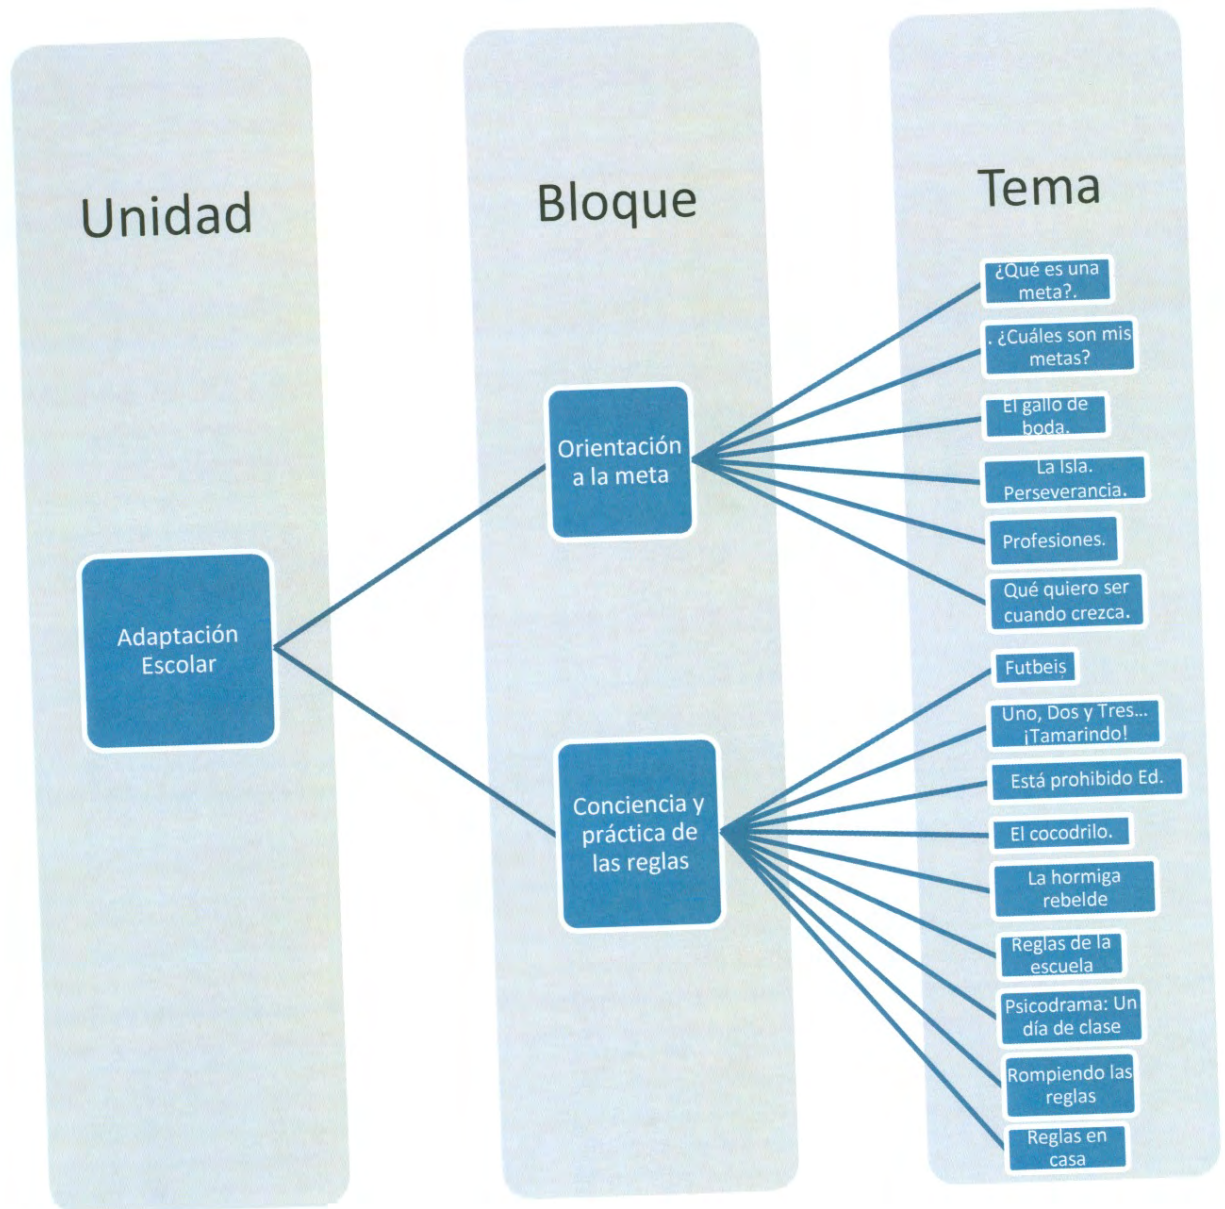 Unidad
Bloque
Tema
Adaptación
Escolar
Orientación
a la meta
Conciencia y
práctica de
las reglas
¿Qué es una
meta?.
. ¿Cuáles son mis
metas?
El gallo de
boda.
La Isla.
Perseverancia.
Profesiones.
Qué quiero ser
cuando crezca.
Futbeis
Uno, Dos y Tres...
¡Tamarindo!
Está prohibido Ed.
El cocodrilo.
La hormiga
rebelde
Reglas de la
escuela
Psicodrama: Un
día de clase
Rompiendo las
reglas
Reglas en
casa